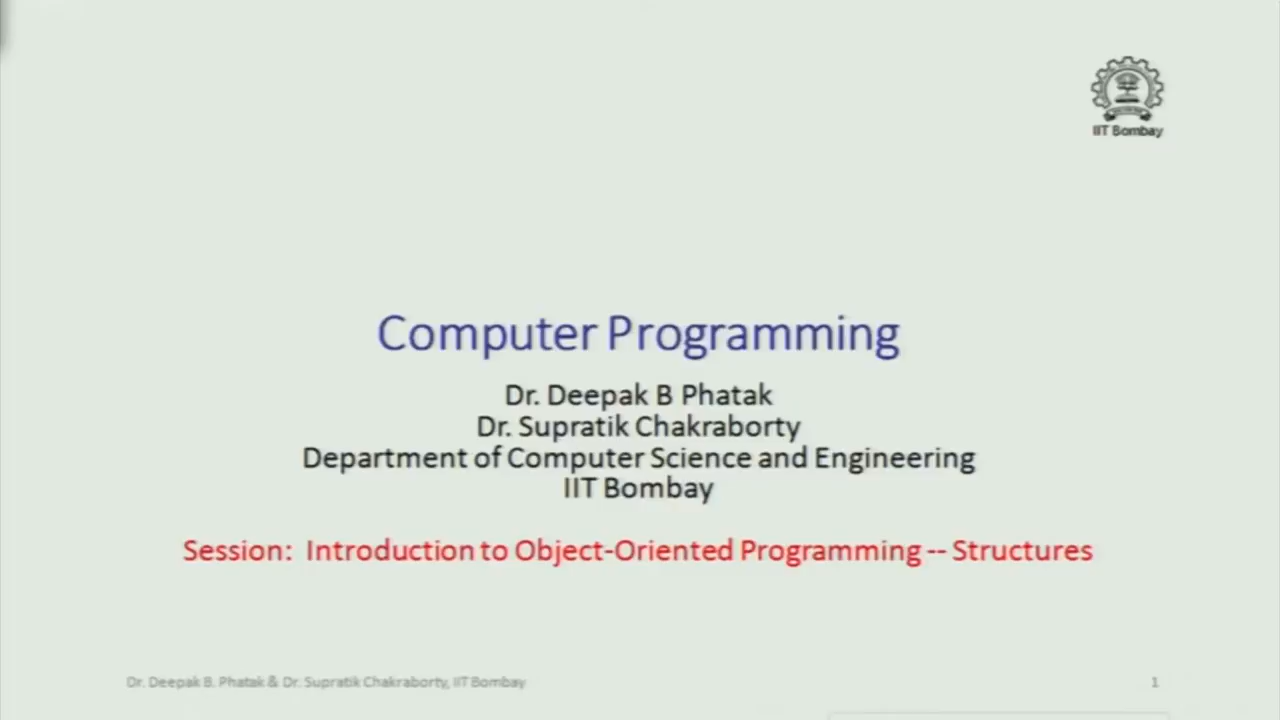 IIT Bombay
Computer Programming
Dr. Deepak B Phatak
Dr. Supratik Chakraborty
Department of Computer Science and Engineering
IIT Bombay
Session: Introduction to Object-Oriented Programming -- Structures
Dr. Deepak B. Phatak & Dr. Supratik Chakraborty, IIT Bombay
1